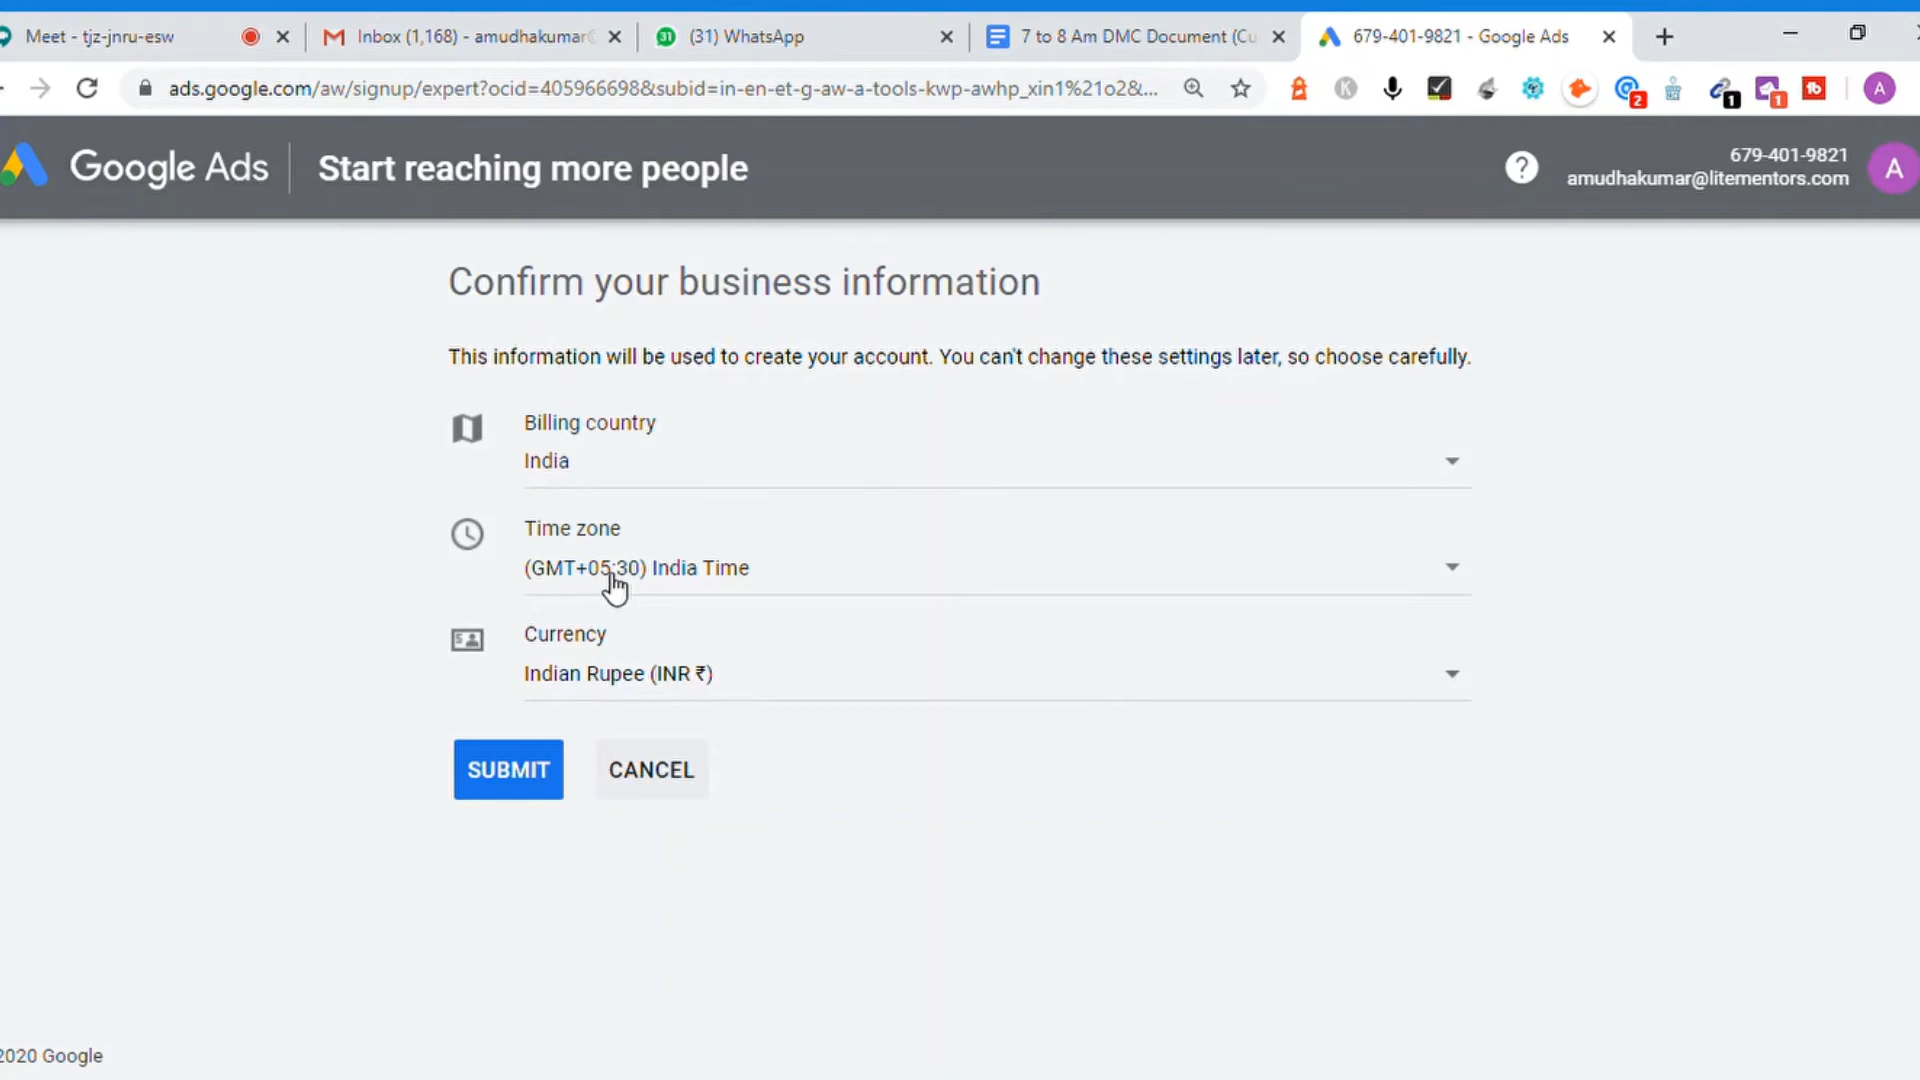 Meet - tjz-jnru-esw
Inbox (1,168) - amudhakumar@
31
(31) WhatsApp
7 to 8 Am DMC Document (Cu
679-401-9821 - Google Ads
ads.google.com/aw/signup/expert?ocid=405966698&subid=in-en-et-g-aw-a-tools-kwp-awhp_xin1%21o2&...
K
2
1
1
A
Google Ads
Start reaching more people
?
679-401-9821
amudhakumar@litementors.com
A
Confirm your business information
This information will be used to create your account. You can't change these settings later, so choose carefully.
Billing country
India
Time zone
(GMT+05:30) India Time
Currency
Indian Rupee (INR ₹)
SUBMIT
CANCEL
2020 Google